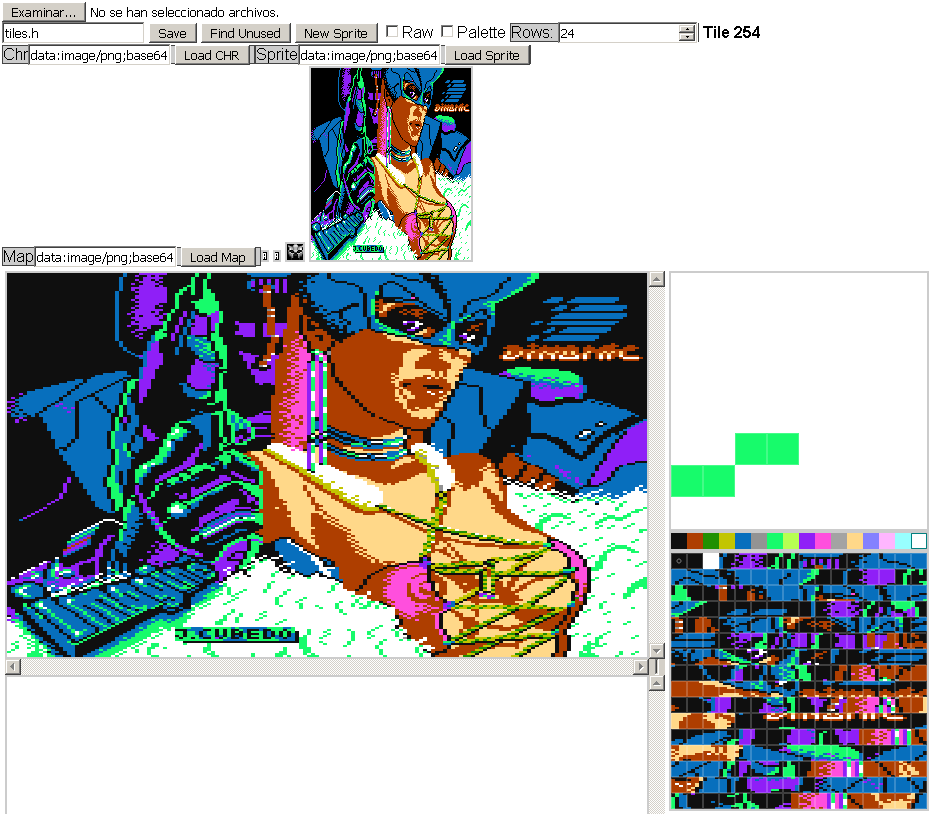 Examinar... No se han seleccionado archivos.
tiles.h Save Find Unused New Sprite Raw Palette Rows: 24 Tile 254
Chr data:image/png;base64 Load CHR Sprite data:image/png;base64 Load Sprite
DINAMIC
J.CUBEDO
Map data:image/png;base64 Load Map
DINAMIC
J.CUBEDO
DINAMIC